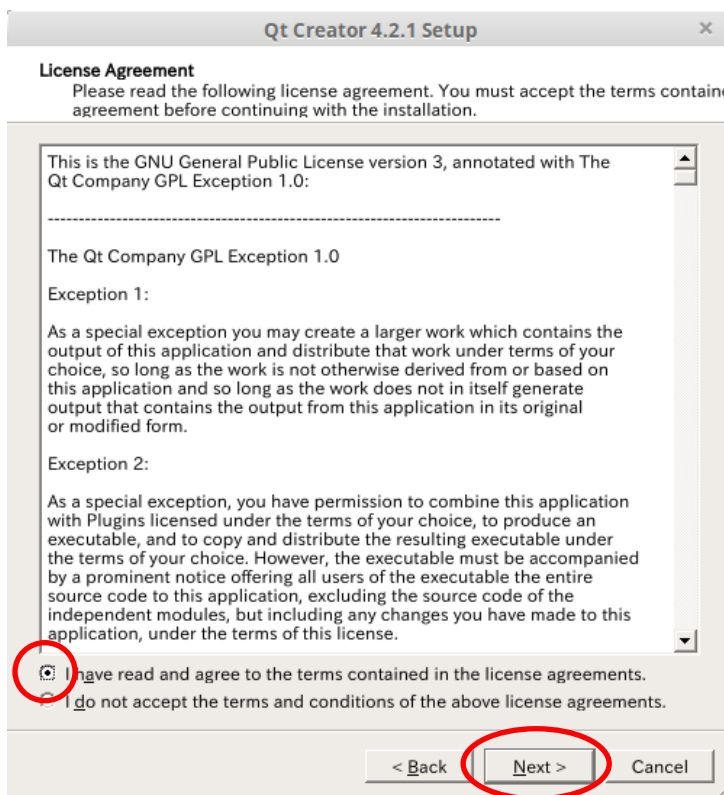 Qt Creator 4.2.1 Setup
License Agreement
Please read the following license agreement. You must accept the terms containe
agreement before continuing with the installation.
This is the GNU General Public License version 3, annotated with The
Qt Company GPL Exception 1.0:
-------------------------------------------------------------------------
The Qt Company GPL Exception 1.0
Exception 1:
As a special exception you may create a larger work which contains the
output of this application and distribute that work under terms of your
choice, so long as the work is not otherwise derived from or based on
this application and so long as the work does not in itself generate
output that contains the output from this application in its original
or modified form.
Exception 2:
As a special exception, you have permission to combine this application
with Plugins licensed under the terms of your choice, to produce an
executable, and to copy and distribute the resulting executable under
the terms of your choice. However, the executable must be accompanied
by a prominent notice offering all users of the executable the entire
source code to this application, excluding the source code of the
independent modules, but including any changes you have made to this
application, under the terms of this license.
I have read and agree to the terms contained in the license agreements.
I do not accept the terms and conditions of the above license agreements.
< Back Next > Cancel